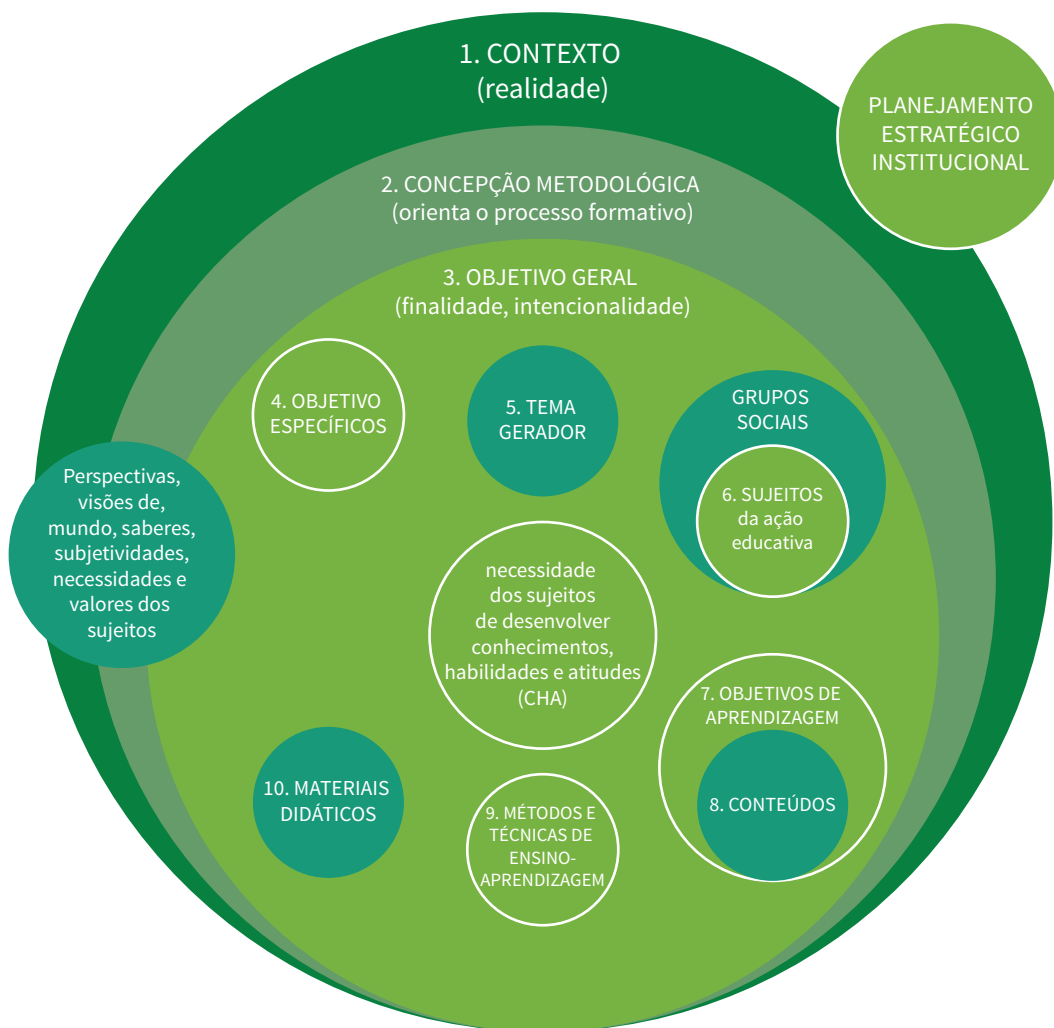 1. CONTEXTO
(realidade)
PLANEJAMENTO
ESTRATÉGICO
INSTITUCIONAL
2. CONCEPÇÃO METODOLÓGICA
(orienta o processo formativo)
3. OBJETIVO GERAL
(finalidade, intencionalidade)
4. OBJETIVO
ESPECÍFICOS
5. TEMA
GERADOR
GRUPOS
SOCIAIS
6. SUJEITOS
da ação
educativa
Perspectivas,
visões de,
mundo, saberes,
subjetividades,
necessidades e
valores dos
sujeitos
necessidade
dos sujeitos
de desenvolver
conhecimentos,
habilidades e atitudes
(CHA)
7. OBJETIVOS DE
APRENDIZAGEM
8. CONTEÚDOS
9. MÉTODOS E
TÉCNICAS DE
ENSINO-
APRENDIZAGEM
10. MATERIAIS
DIDÁTICOS